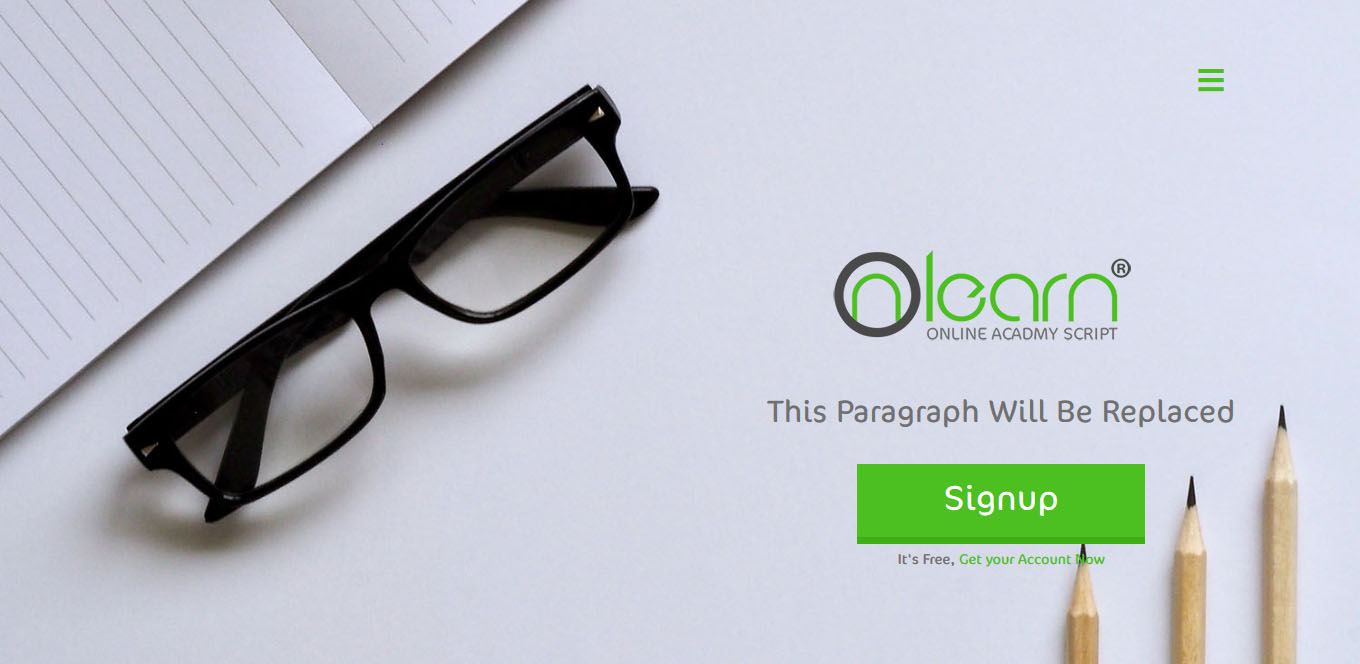 Onlearn®
ONLINE ACADMY SCRIPT
This Paragraph Will Be Replaced
Signup
It's Free, Get your Account Now